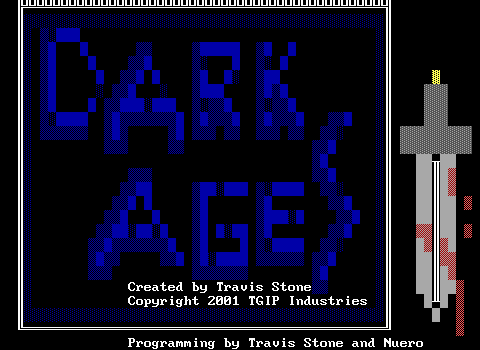 DARK
AGES
Created by Travis Stone
Copyright 2001 TGIP Industries
Programming by Travis Stone and Nuero